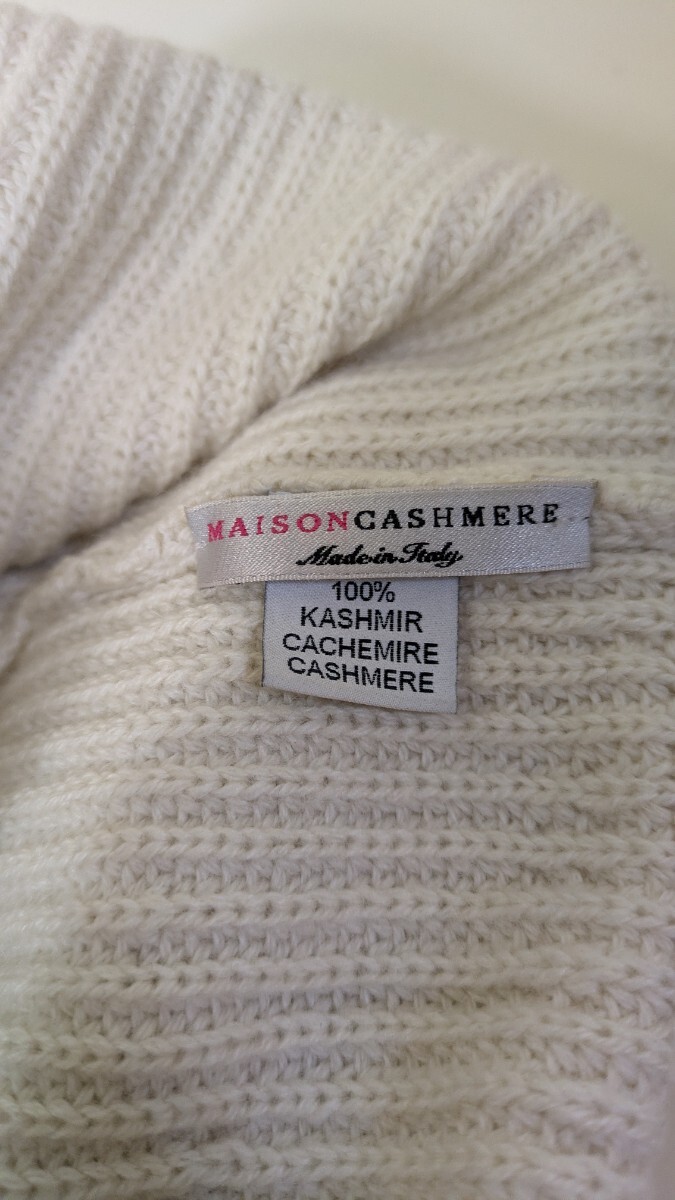 MAISONCASHMERE
Made in Italy
100%
KASHMIR
CACHEMIRE
CASHMERE